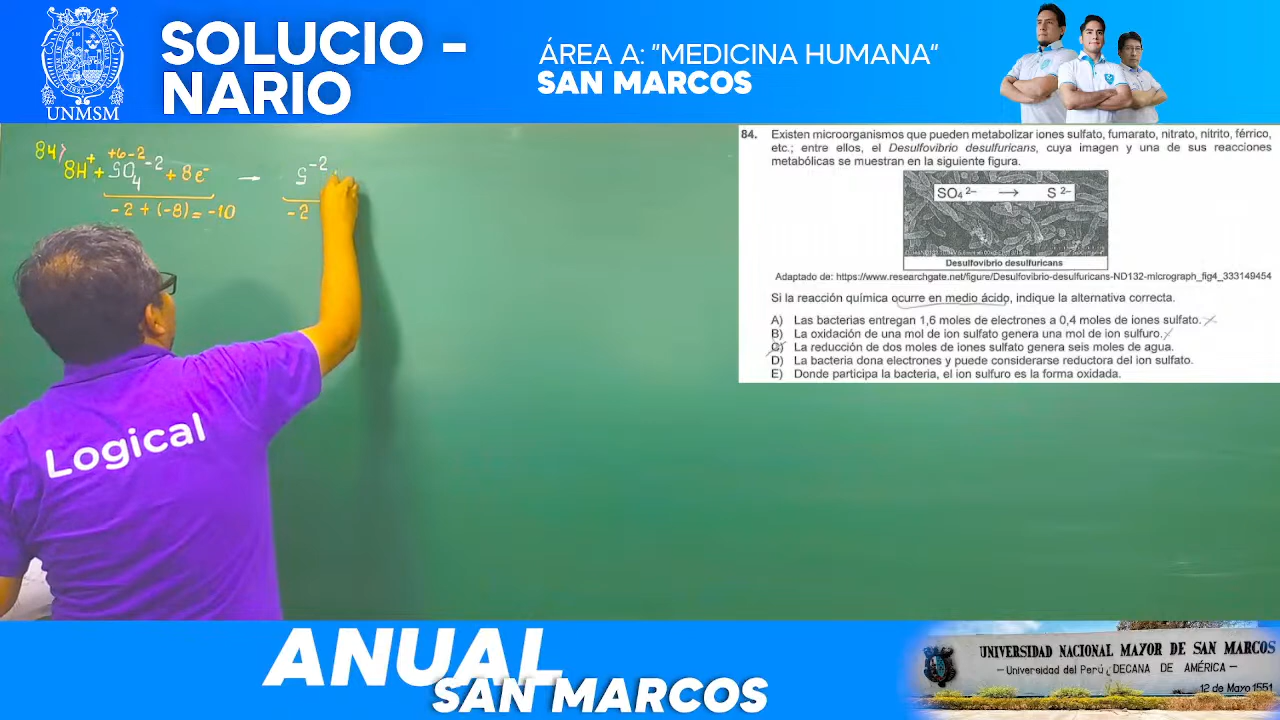 SOLUCIO -
NARIO
ÁREA A: “MEDICINA HUMANA“
SAN MARCOS
UNMSM
84>
8H⁺ + SO₄⁻² + 8e⁻ → S⁻²
+6 -2
-2 + (-8) = -10
-2
Logical
84. Existen microorganismos que pueden metabolizar iones sulfato, fumarato, nitrato, nitrito, férrico,
etc.; entre ellos, el Desulfovibrio desulfuricans, cuya imagen y una de sus reacciones
metabólicas se muestran en la siguiente figura.
SO₄ ²⁻ → S ²⁻
Desulfovibrio desulfuricans
Adaptado de: https://www.researchgate.net/figure/Desulfovibrio-desulfuricans-ND132-micrograph_fig4_333149454
Si la reacción química ocurre en medio ácido, indique la alternativa correcta.
A) Las bacterias entregan 1,6 moles de electrones a 0,4 moles de iones sulfato.
B) La oxidación de una mol de ion sulfato genera una mol de ion sulfuro.
C) La reducción de dos moles de iones sulfato genera seis moles de agua.
D) La bacteria dona electrones y puede considerarse reductora del ion sulfato.
E) Donde participa la bacteria, el ion sulfuro es la forma oxidada.
ANUAL
SAN MARCOS
UNIVERSIDAD NACIONAL MAYOR DE SAN MARCOS
-Universidad del Perú, DECANA DE AMÉRICA-
12 de Mayo 1551